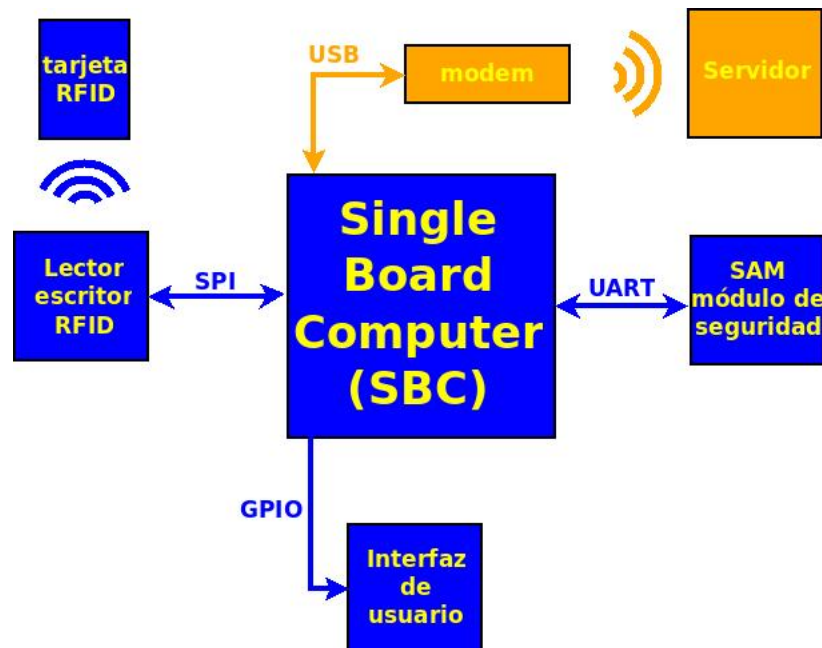 tarjeta
RFID
USB
modem
Servidor
Single
Board
Computer
(SBC)
Lector
escritor
RFID
SPI
UART
SAM
módulo de
seguridad
GPIO
Interfaz
de
usuario